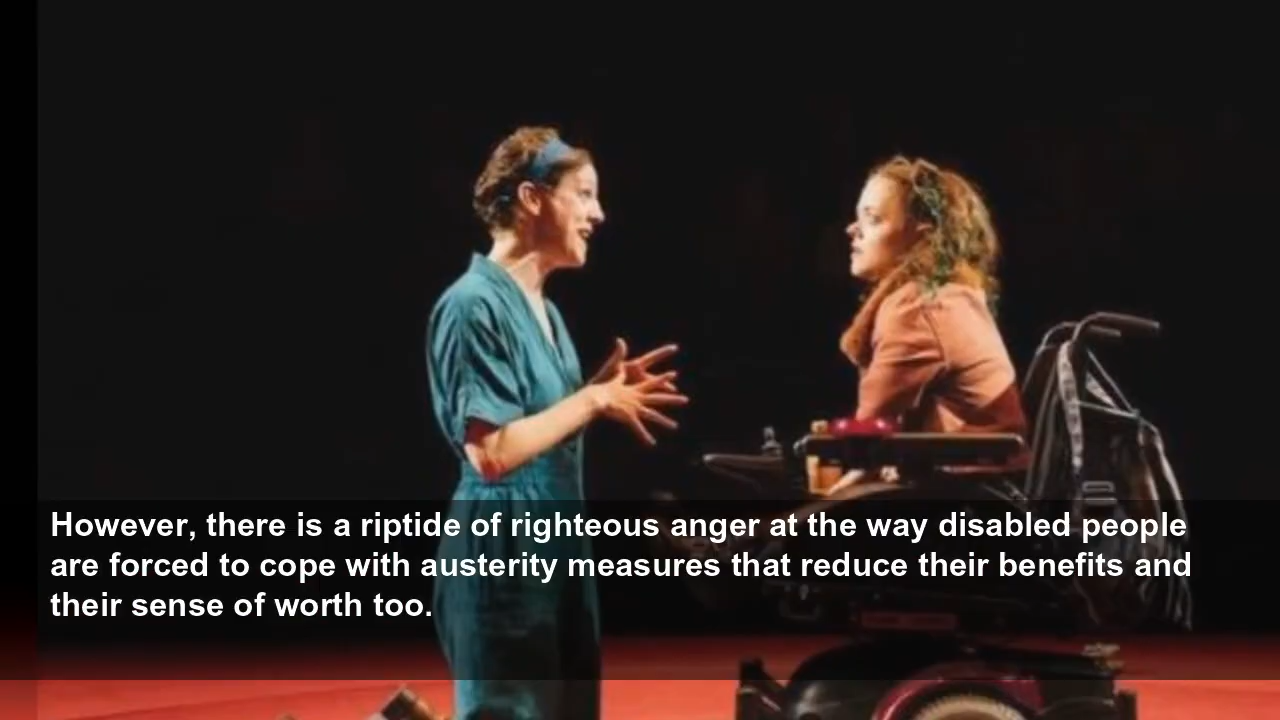 However, there is a riptide of righteous anger at the way disabled people
are forced to cope with austerity measures that reduce their benefits and
their sense of worth too.